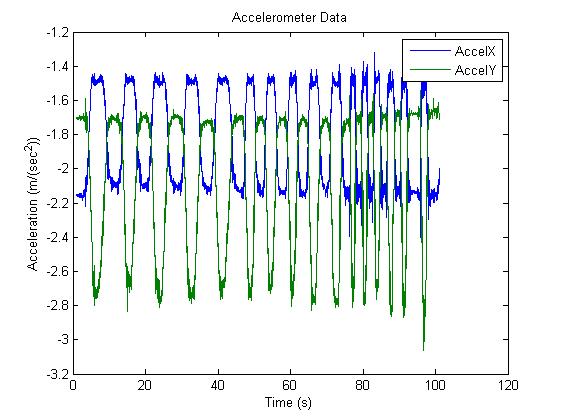 Accelerometer Data
AccelX
AccelY
-1.2
-1.4
-1.6
-1.8
-2
-2.2
-2.4
-2.6
-2.8
-3
-3.2
Acceleration (m/(sec²))
0 20 40 60 80 100 120
Time (s)